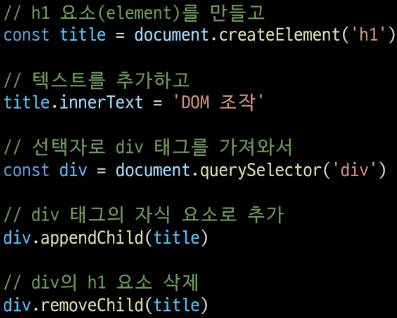 // h1 요소(element)를 만들고
const title = document.createElement('h1')
// 텍스트를 추가하고
title.innerText = 'DOM 조작'
// 선택자로 div 태그를 가져와서
const div = document.querySelector('div')
// div 태그의 자식 요소로 추가
div.appendChild(title)
// div의 h1 요소 삭제
div.removeChild(title)